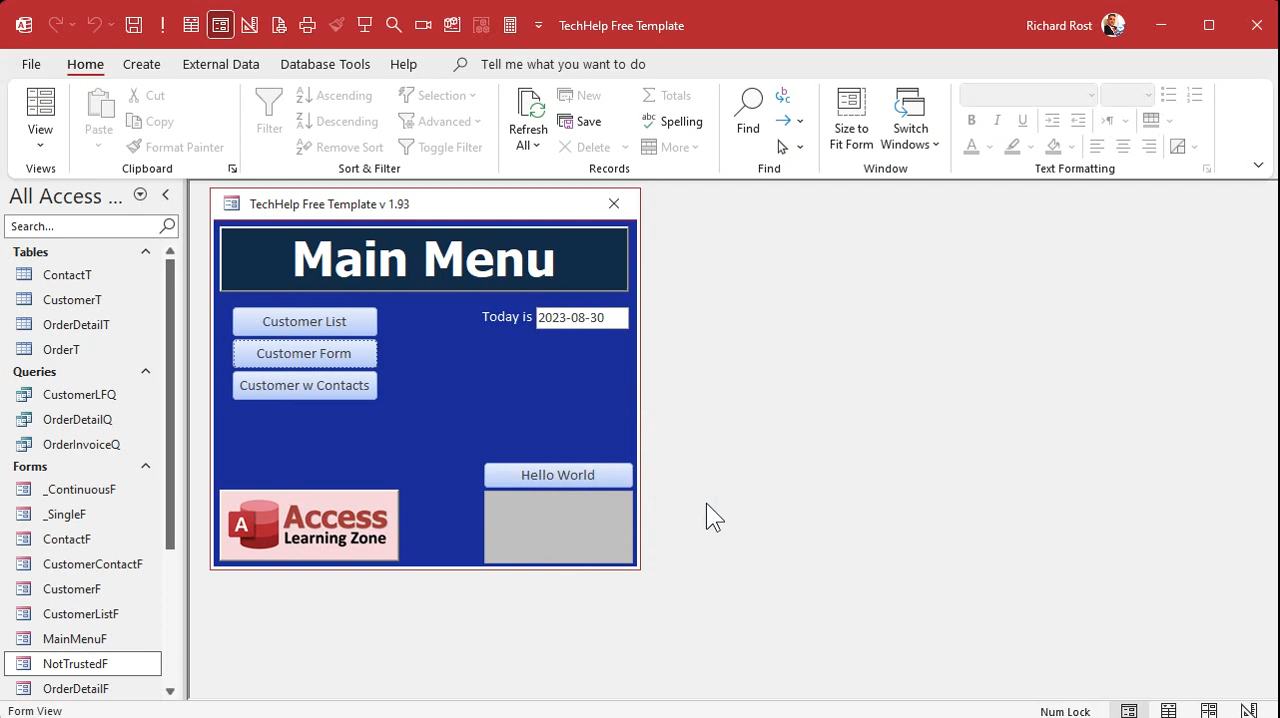 TechHelp Free Template
Richard Rost
File
Home
Create
External Data
Database Tools
Help
Tell me what you want to do
View
Views
Paste
Cut
Copy
Format Painter
Clipboard
Filter
Ascending
Descending
Remove Sort
Selection
Advanced
Toggle Filter
Sort & Filter
Refresh
All
New
Save
Delete
Totals
Spelling
More
Records
Find
Find
Size to
Fit Form
Switch
Windows
Window
B I U
A
Text Formatting
All Access ...
Search...
Tables
ContactT
CustomerT
OrderDetailT
OrderT
Queries
CustomerLFQ
OrderDetailQ
OrderInvoiceQ
Forms
_ContinuousF
_SingleF
ContactF
CustomerContactF
CustomerF
CustomerListF
MainMenuF
NotTrustedF
OrderDetailF
TechHelp Free Template v 1.93
Main Menu
Customer List
Customer Form
Customer w Contacts
Today is 2023-08-30
Hello World
A Access
Learning Zone
Form View
Num Lock